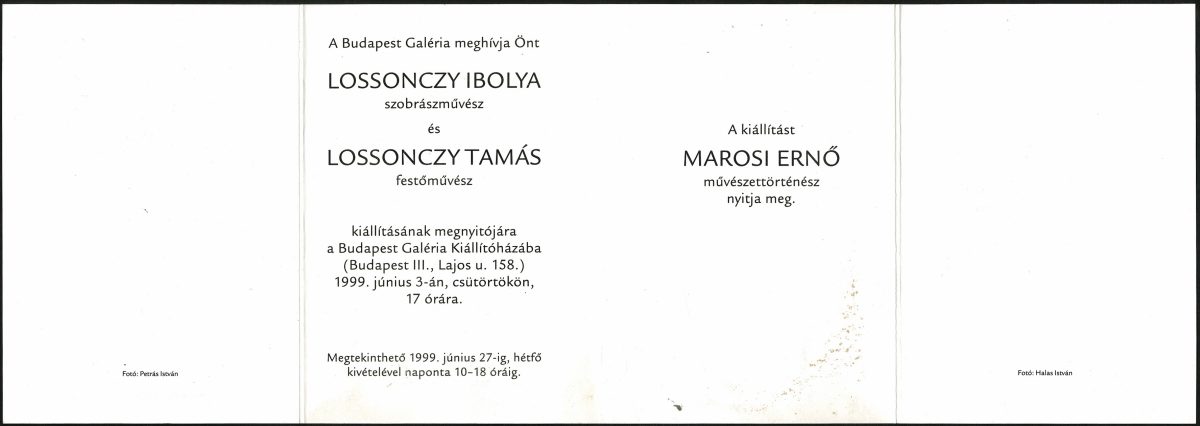 A Budapest Galéria meghívja Önt
LOSSONCZY IBOLYA
szobrászművész
és
LOSSONCZY TAMÁS
festőművész
kiállításának megnyitójára
a Budapest Galéria Kiállítóházába
(Budapest III., Lajos u. 158.)
1999. június 3-án, csütörtökön,
17 órára.
Megtekinthető 1999. június 27-ig, hétfő
kivételével naponta 10–18 óráig.
A kiállítást
MAROSI ERNŐ
művészettörténész
nyitja meg.
Fotó: Petrás István
Fotó: Halas István